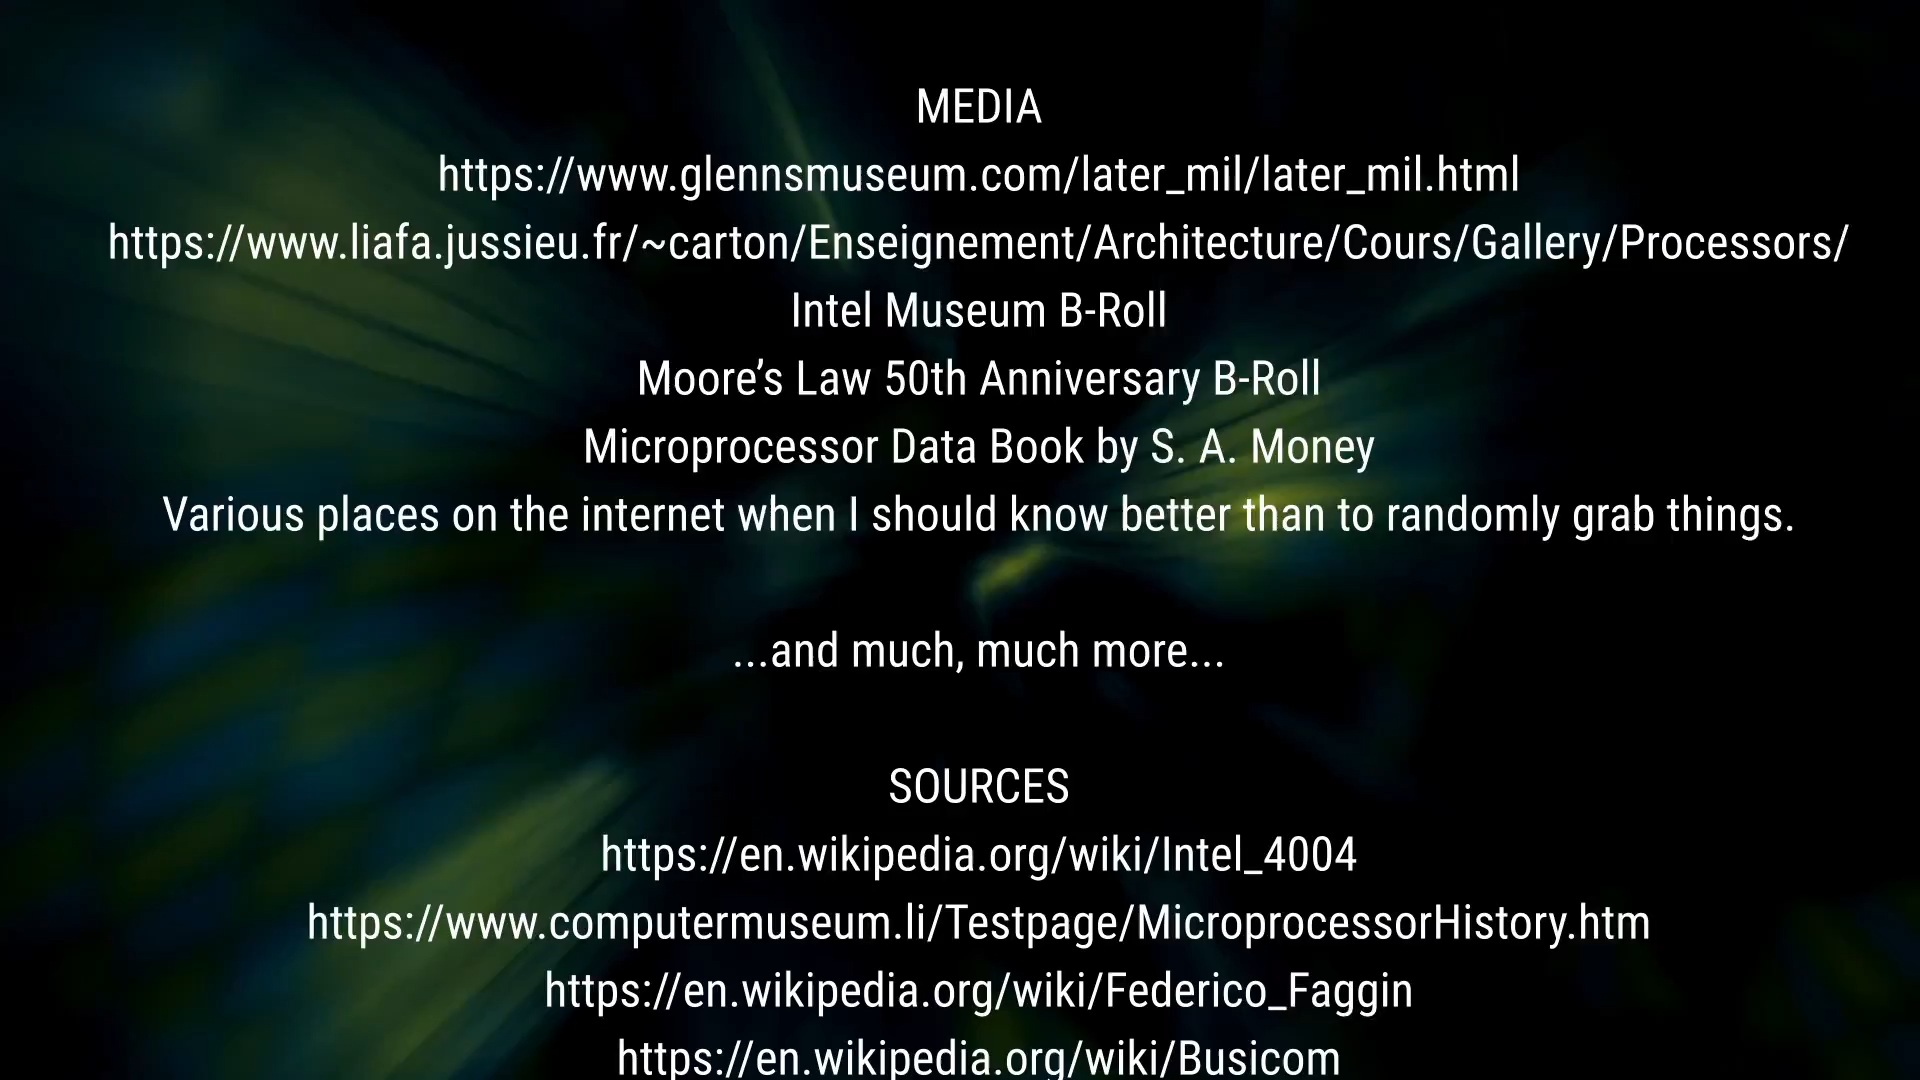 MEDIA
https://www.glennsmuseum.com/later_mil/later_mil.html
https://www.liafa.jussieu.fr/~carton/Enseignement/Architecture/Cours/Gallery/Processors/
Intel Museum B-Roll
Moore’s Law 50th Anniversary B-Roll
Microprocessor Data Book by S. A. Money
Various places on the internet when I should know better than to randomly grab things.
...and much, much more...
SOURCES
https://en.wikipedia.org/wiki/Intel_4004
https://www.computermuseum.li/Testpage/MicroprocessorHistory.htm
https://en.wikipedia.org/wiki/Federico_Faggin
https://en.wikipedia.org/wiki/Busicom